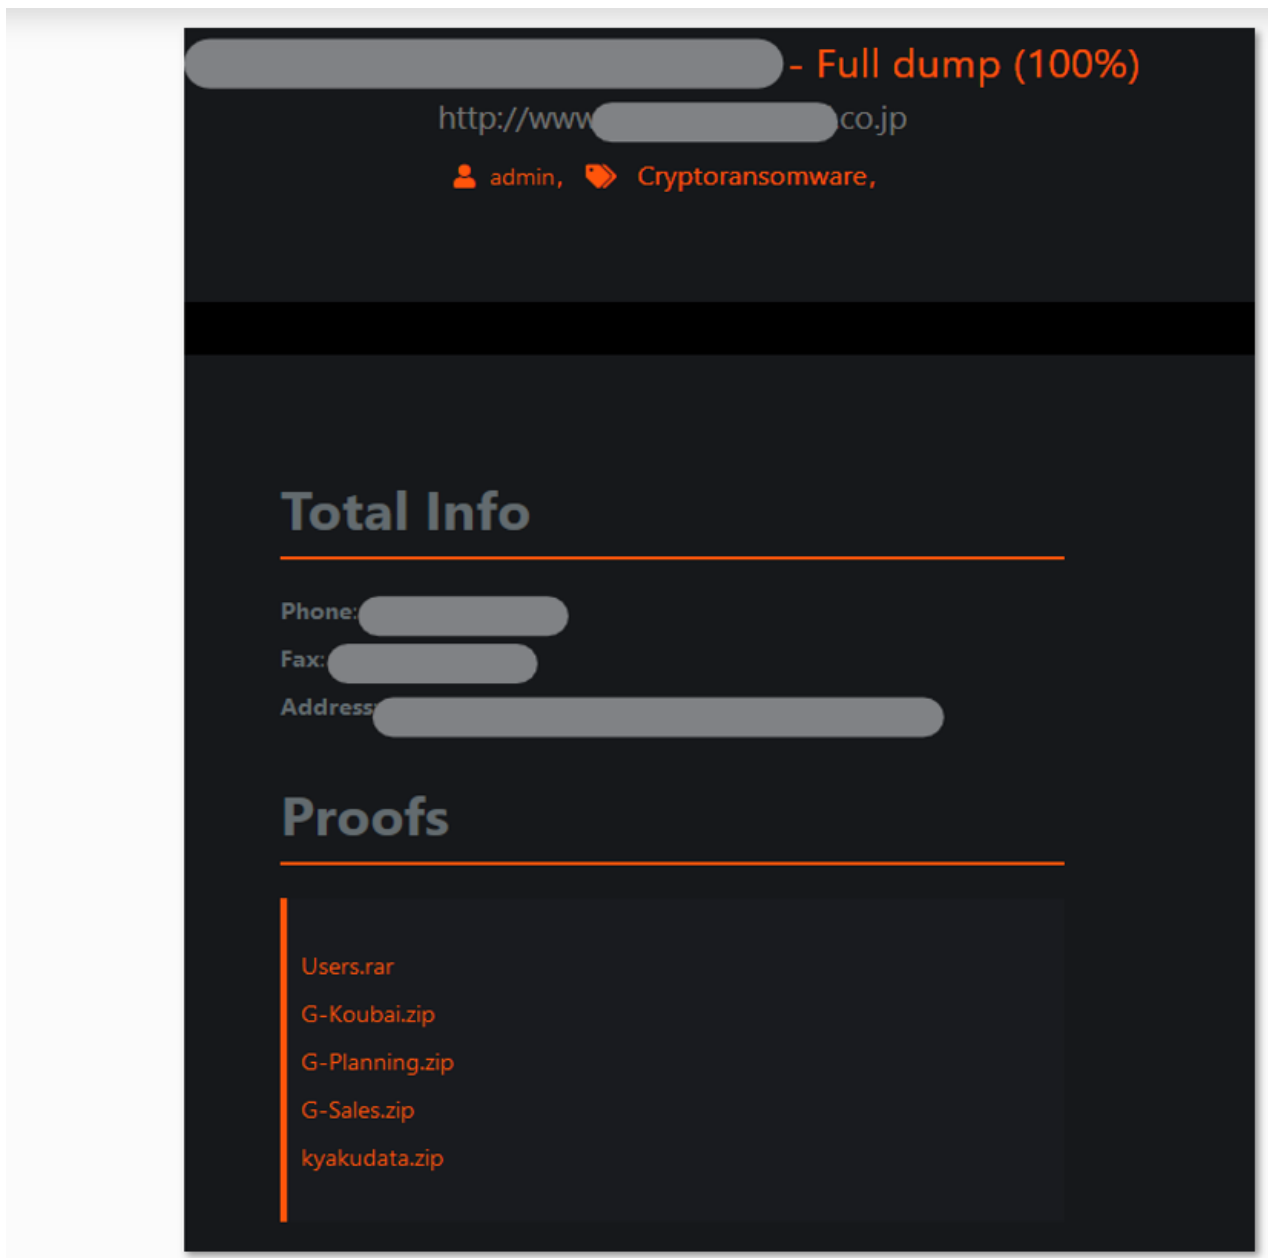 - Full dump (100%)
http://www co.jp
admin, Cryptoransomware,
Total Info
Phone:
Fax:
Address
Proofs
Users.rar
G-Koubai.zip
G-Planning.zip
G-Sales.zip
kyakudata.zip